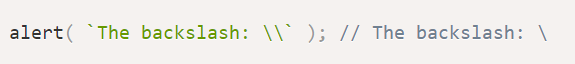 alert( `The backslash: \\` ); // The backslash: \